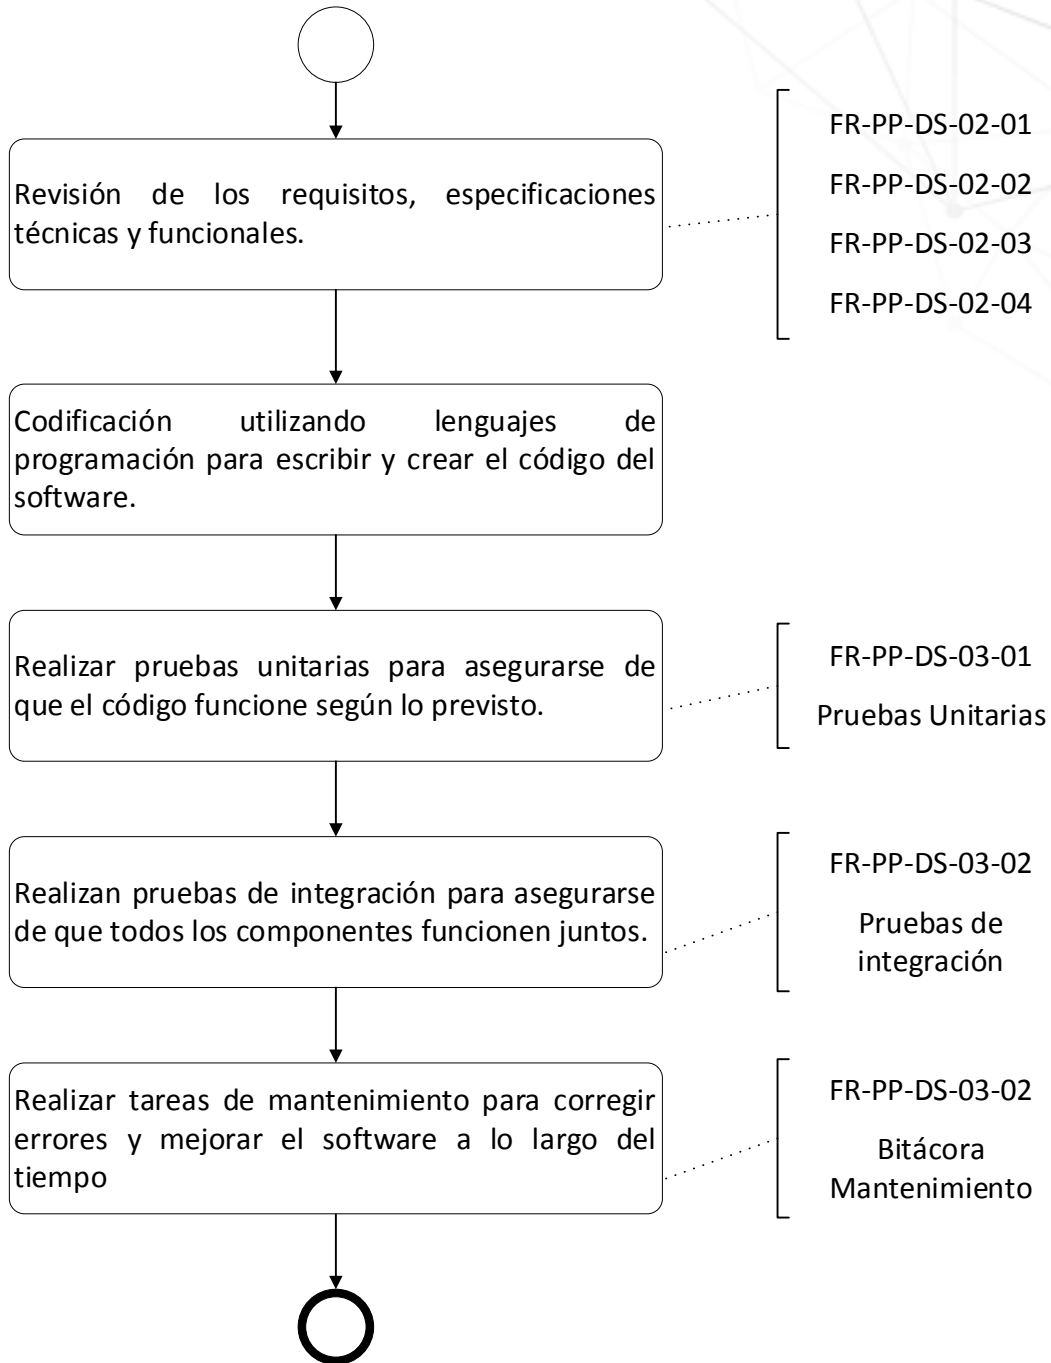 Revisión de los requisitos, especificaciones
técnicas y funcionales.
FR-PP-DS-02-01
FR-PP-DS-02-02
FR-PP-DS-02-03
FR-PP-DS-02-04
Codificación utilizando lenguajes de
programación para escribir y crear el código del
software.
Realizar pruebas unitarias para asegurarse de
que el código funcione según lo previsto.
FR-PP-DS-03-01
Pruebas Unitarias
Realizan pruebas de integración para asegurarse
de que todos los componentes funcionen juntos.
FR-PP-DS-03-02
Pruebas de
integración
Realizar tareas de mantenimiento para corregir
errores y mejorar el software a lo largo del
tiempo
FR-PP-DS-03-02
Bitácora
Mantenimiento